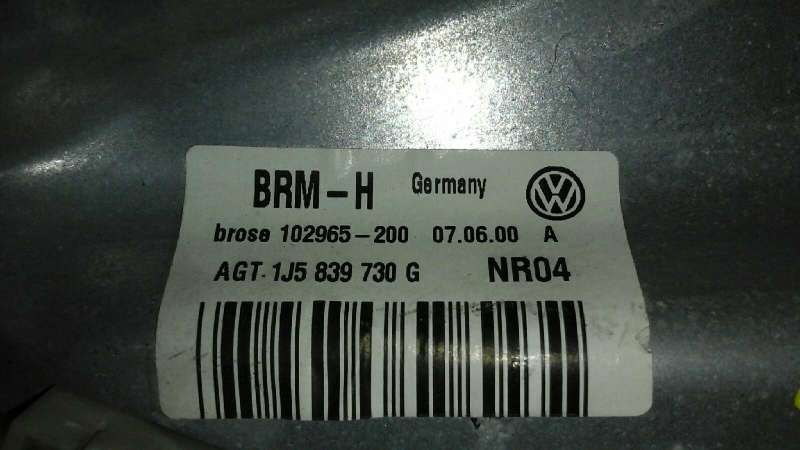 BRM-H Germany VW
brose 102965-200 07.06.00 A
AGT. 1J5 839 730 G NR04